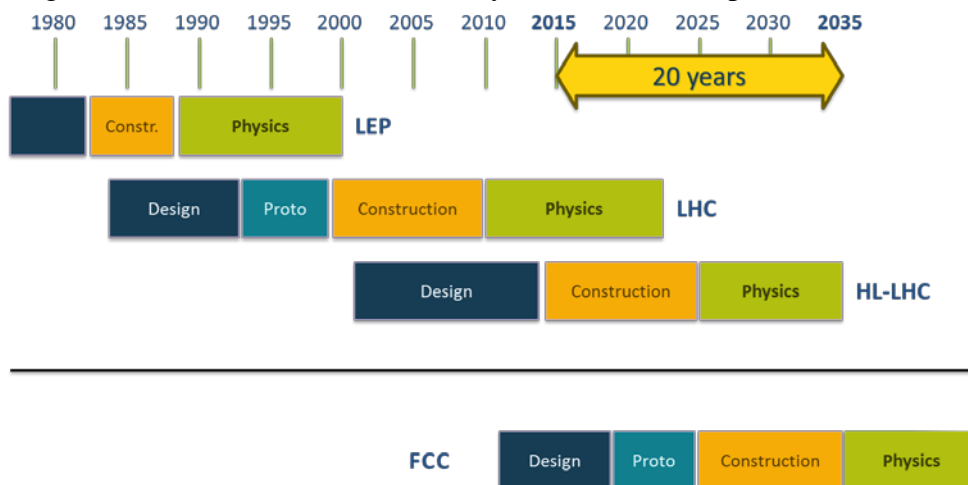 1980 1985 1990 1995 2000 2005 2010 2015 2020 2025 2030 2035
20 years
Constr. Physics LEP
Design Proto Construction Physics LHC
Design Construction Physics HL-LHC
FCC Design Proto Construction Physics